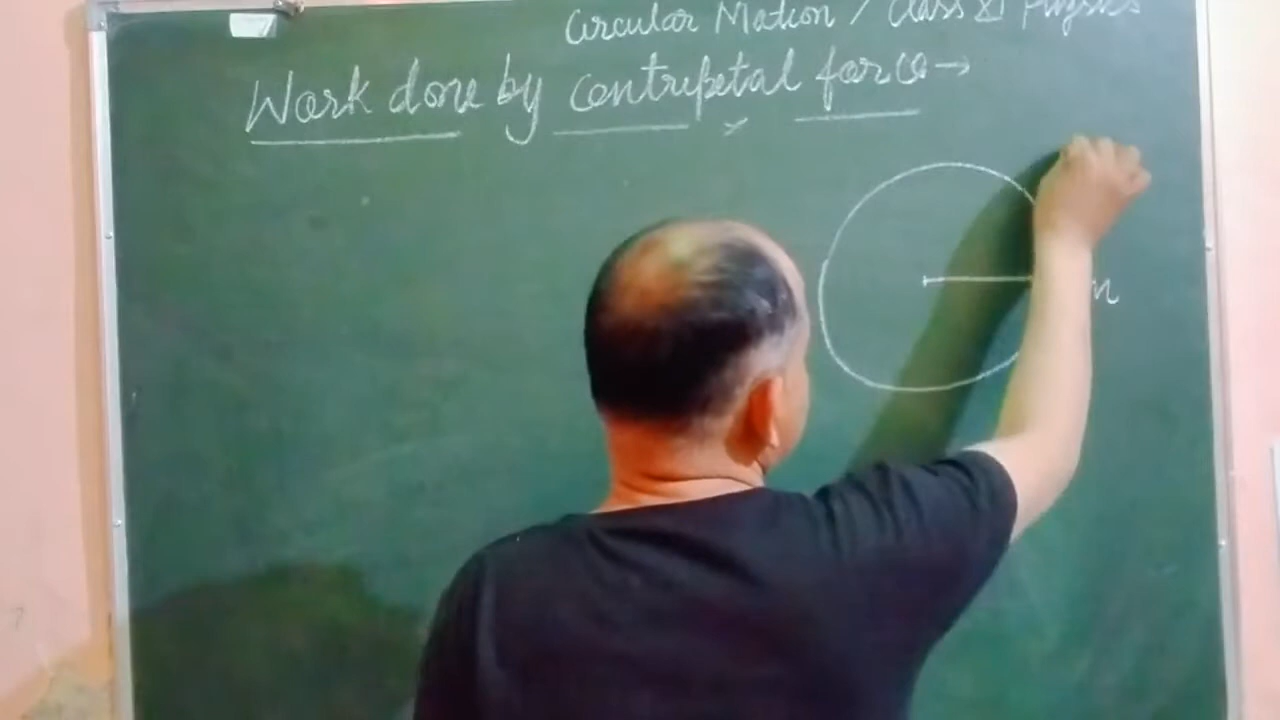 Circular Motion / Class XI Physics
Work done by centripetal force →
m